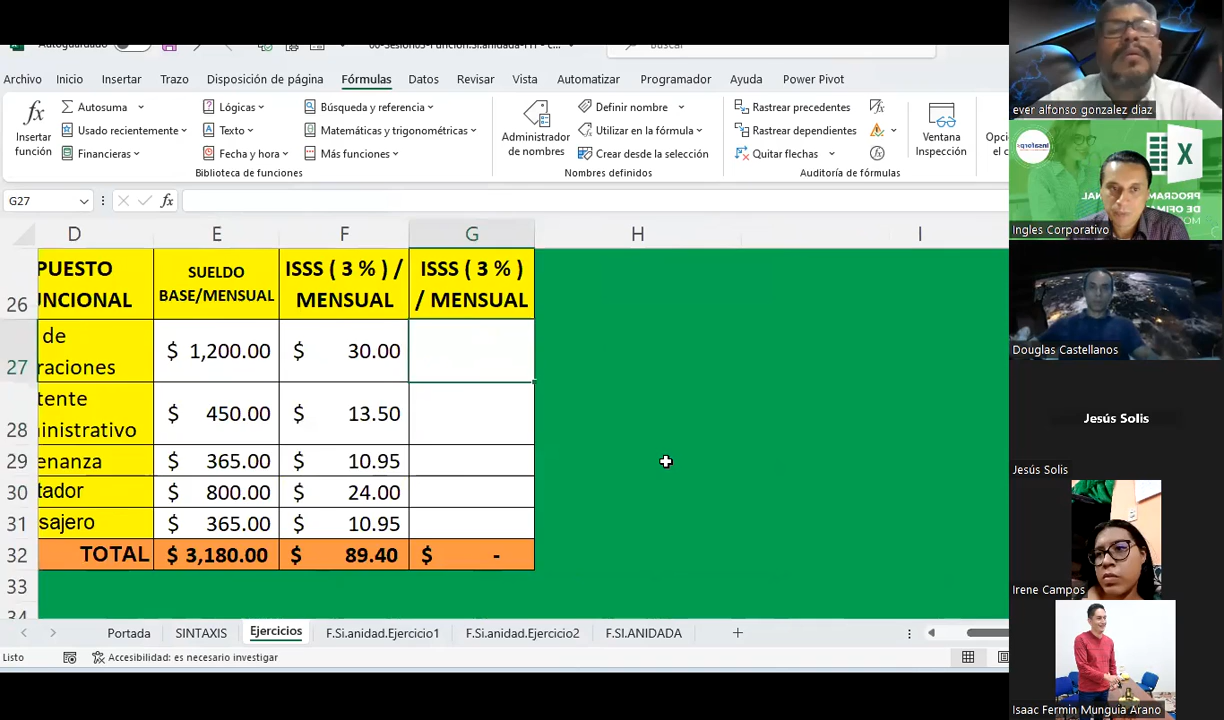 Archivo Inicio Insertar Trazo Disposición de página Fórmulas Datos Revisar Vista Automatizar Programador Ayuda Power Pivot
Insertar función
Autosuma
Usado recientemente
Financieras
Lógicas
Texto
Fecha y hora
Búsqueda y referencia
Matemáticas y trigonométricas
Más funciones
Biblioteca de funciones
Administrador de nombres
Definir nombre
Utilizar en la fórmula
Crear desde la selección
Nombres definidos
Rastrear precedentes
Rastrear dependientes
Quitar flechas
Auditoría de fórmulas
Ventana Inspección
G27
fx
D E F G H I
26 PUESTO SUELDO BASE/MENSUAL ISSS ( 3 % ) / MENSUAL ISSS ( 3 % ) / MENSUAL
27 de raciones $ 1,200.00 $ 30.00
28 tente inistrativo $ 450.00 $ 13.50
29 enanza $ 365.00 $ 10.95
30 tador $ 800.00 $ 24.00
31 sajero $ 365.00 $ 10.95
32 TOTAL $ 3,180.00 $ 89.40 $ -
33
34
Portada SINTAXIS Ejercicios F.Si.anidad.Ejercicio1 F.Si.anidad.Ejercicio2 F.SI.ANIDADA
Listo Accesibilidad: es necesario investigar
ever alfonso gonzalez diaz
Ingles Corporativo
Douglas Castellanos
Jesús Solis
Jesús Solis
Irene Campos
Isaac Fermin Munguia Arano